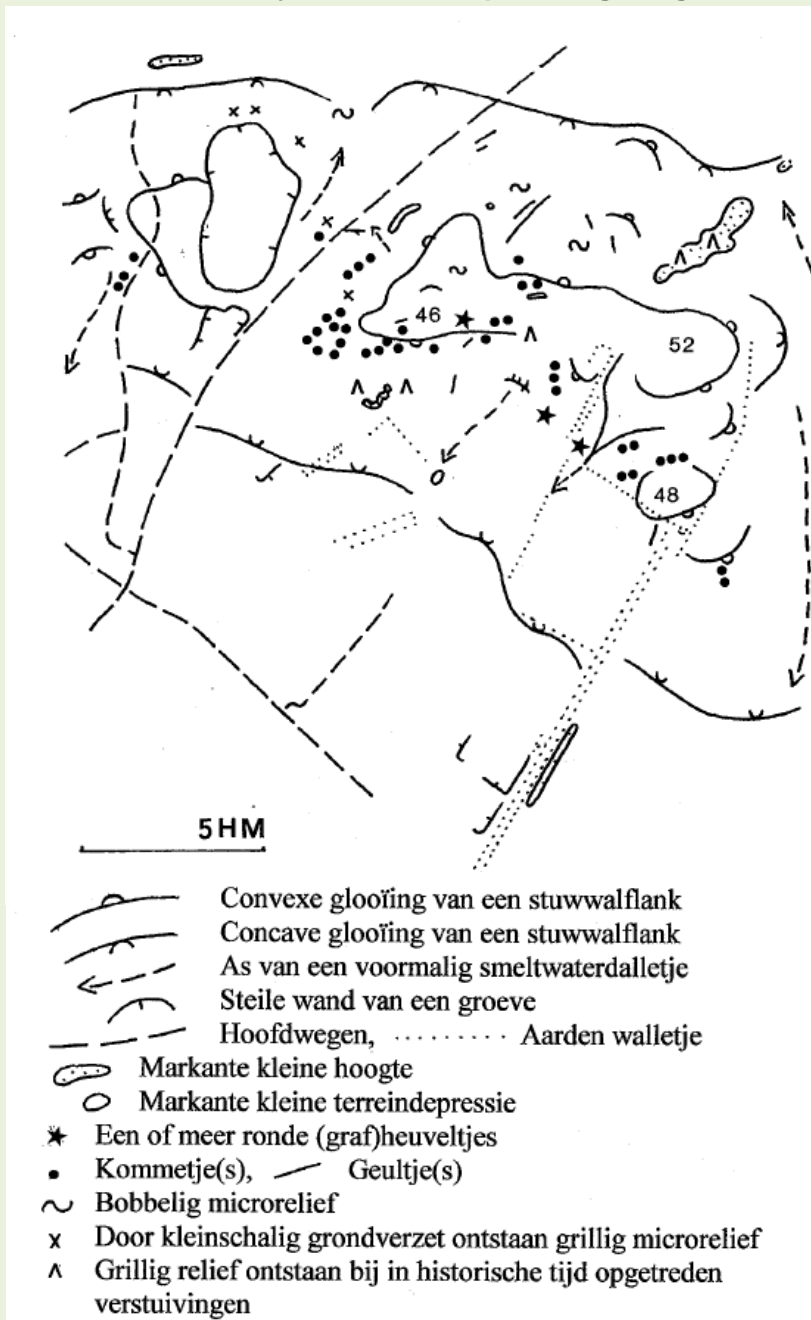 46
52
48
5HM
Convexe glooïing van een stuwwalflank
Concave glooïing van een stuwwalflank
As van een voormalig smeltwaterdalletje
Steile wand van een groeve
Hoofdwegen, Aarden walletje
Markante kleine hoogte
Markante kleine terreindepressie
Een of meer ronde (graf)heuveltjes
Kommetje(s), Geultje(s)
Bobbelig microrelief
Door kleinschalig grondverzet ontstaan grillig microrelief
Grillig relief ontstaan bij in historische tijd opgetreden
verstuivingen